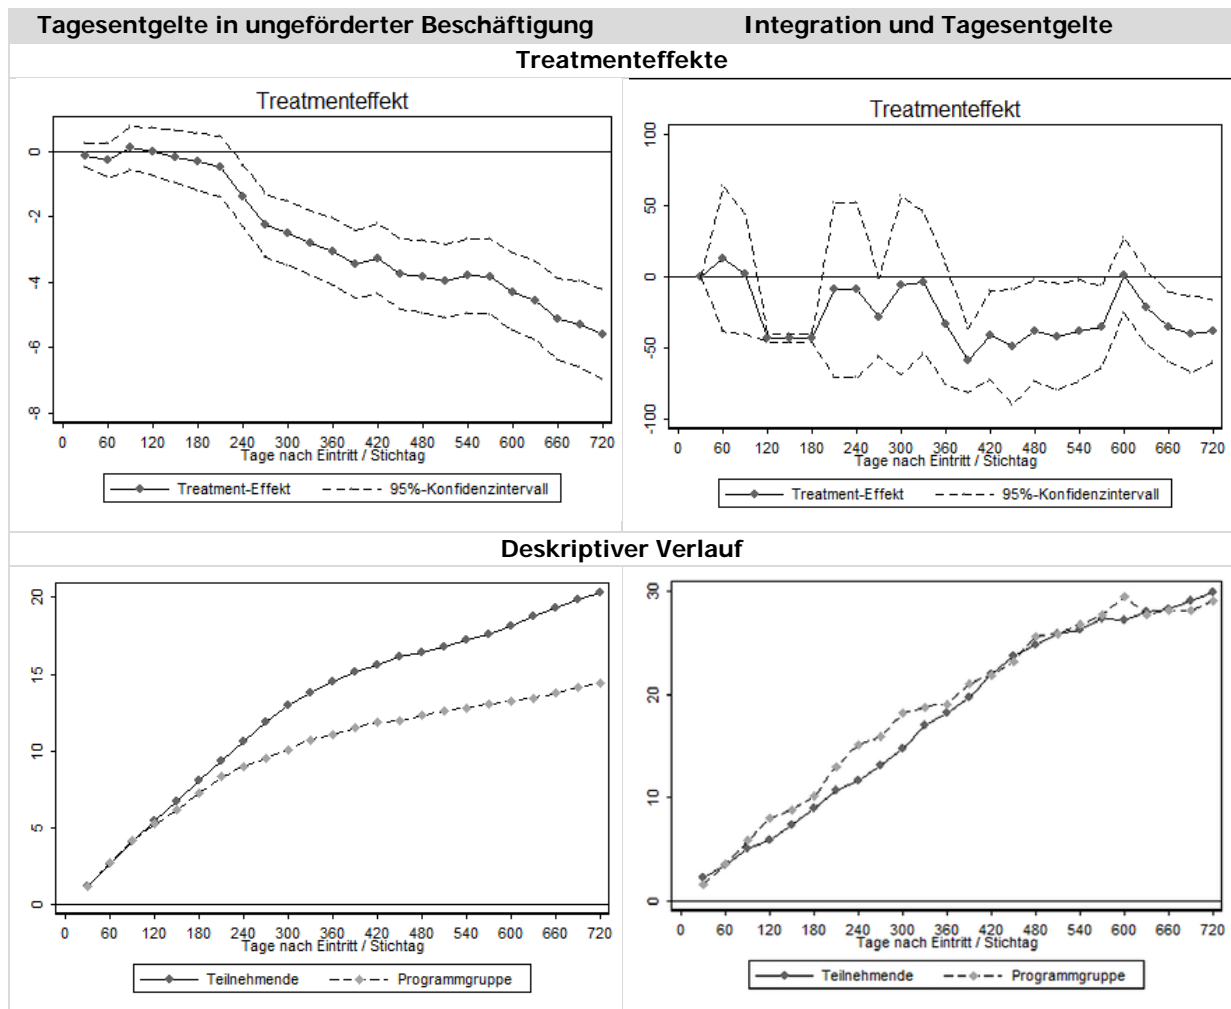 Tagesentgelte in ungeförderter Beschäftigung
Integration und Tagesentgelte
Treatmenteffekte
Treatmenteffekt
0
-2
-4
-6
-8
0 60 120 180 240 300 360 420 480 540 600 660 720
Tage nach Eintritt / Stichtag
Treatment-Effekt 95%-Konfidenzintervall
Treatmenteffekt
100
50
0
-50
-100
0 60 120 180 240 300 360 420 480 540 600 660 720
Tage nach Eintritt / Stichtag
Treatment-Effekt 95%-Konfidenzintervall
Deskriptiver Verlauf
20
15
10
5
0
0 60 120 180 240 300 360 420 480 540 600 660 720
Tage nach Eintritt / Stichtag
Teilnehmende Programmgruppe
30
20
10
0
0 60 120 180 240 300 360 420 480 540 600 660 720
Tage nach Eintritt / Stichtag
Teilnehmende Programmgruppe